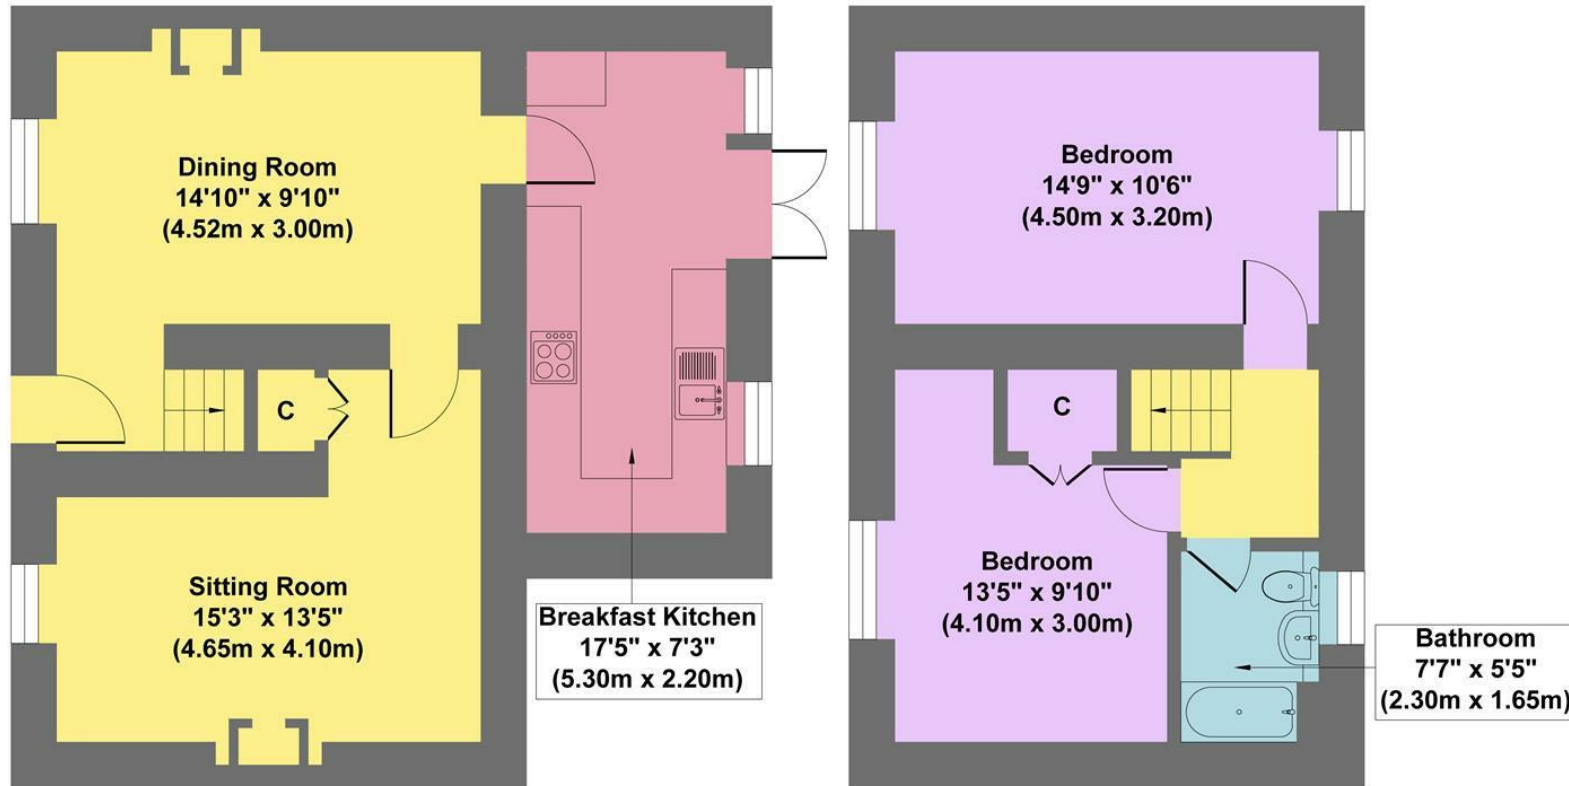 Dining Room
14'10" x 9'10"
(4.52m x 3.00m)
C
Sitting Room
15'3" x 13'5"
(4.65m x 4.10m)
Breakfast Kitchen
17'5" x 7'3"
(5.30m x 2.20m)
Bedroom
14'9" x 10'6"
(4.50m x 3.20m)
C
Bedroom
13'5" x 9'10"
(4.10m x 3.00m)
Bathroom
7'7" x 5'5"
(2.30m x 1.65m)